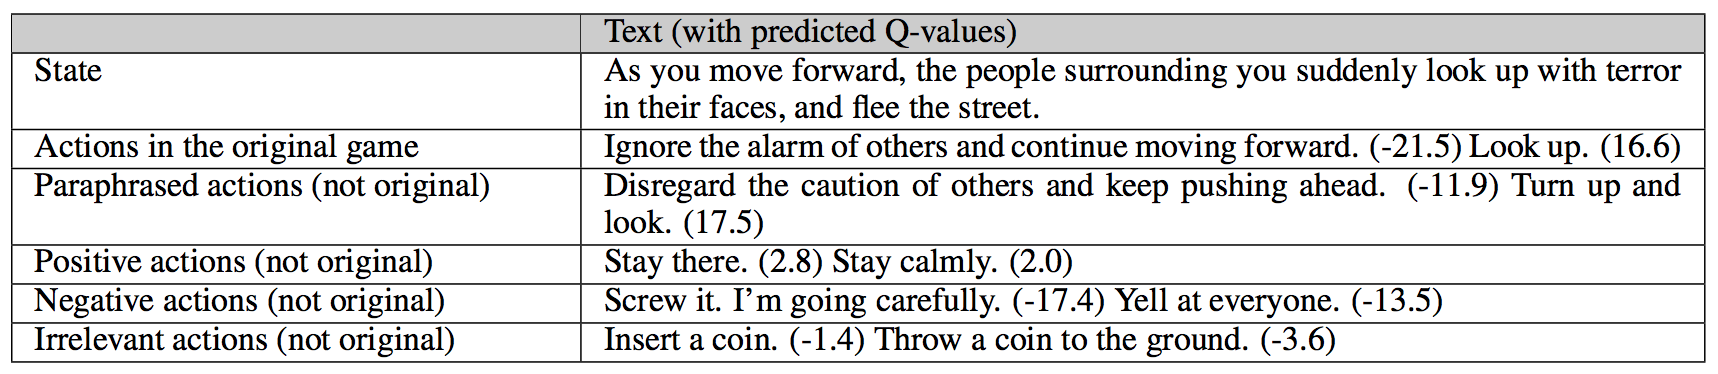 Text (with predicted Q-values)
State
As you move forward, the people surrounding you suddenly look up with terror
in their faces, and flee the street.
Actions in the original game
Ignore the alarm of others and continue moving forward. (-21.5) Look up. (16.6)
Paraphrased actions (not original)
Disregard the caution of others and keep pushing ahead. (-11.9) Turn up and
look. (17.5)
Positive actions (not original)
Stay there. (2.8) Stay calmly. (2.0)
Negative actions (not original)
Screw it. I'm going carefully. (-17.4) Yell at everyone. (-13.5)
Irrelevant actions (not original)
Insert a coin. (-1.4) Throw a coin to the ground. (-3.6)